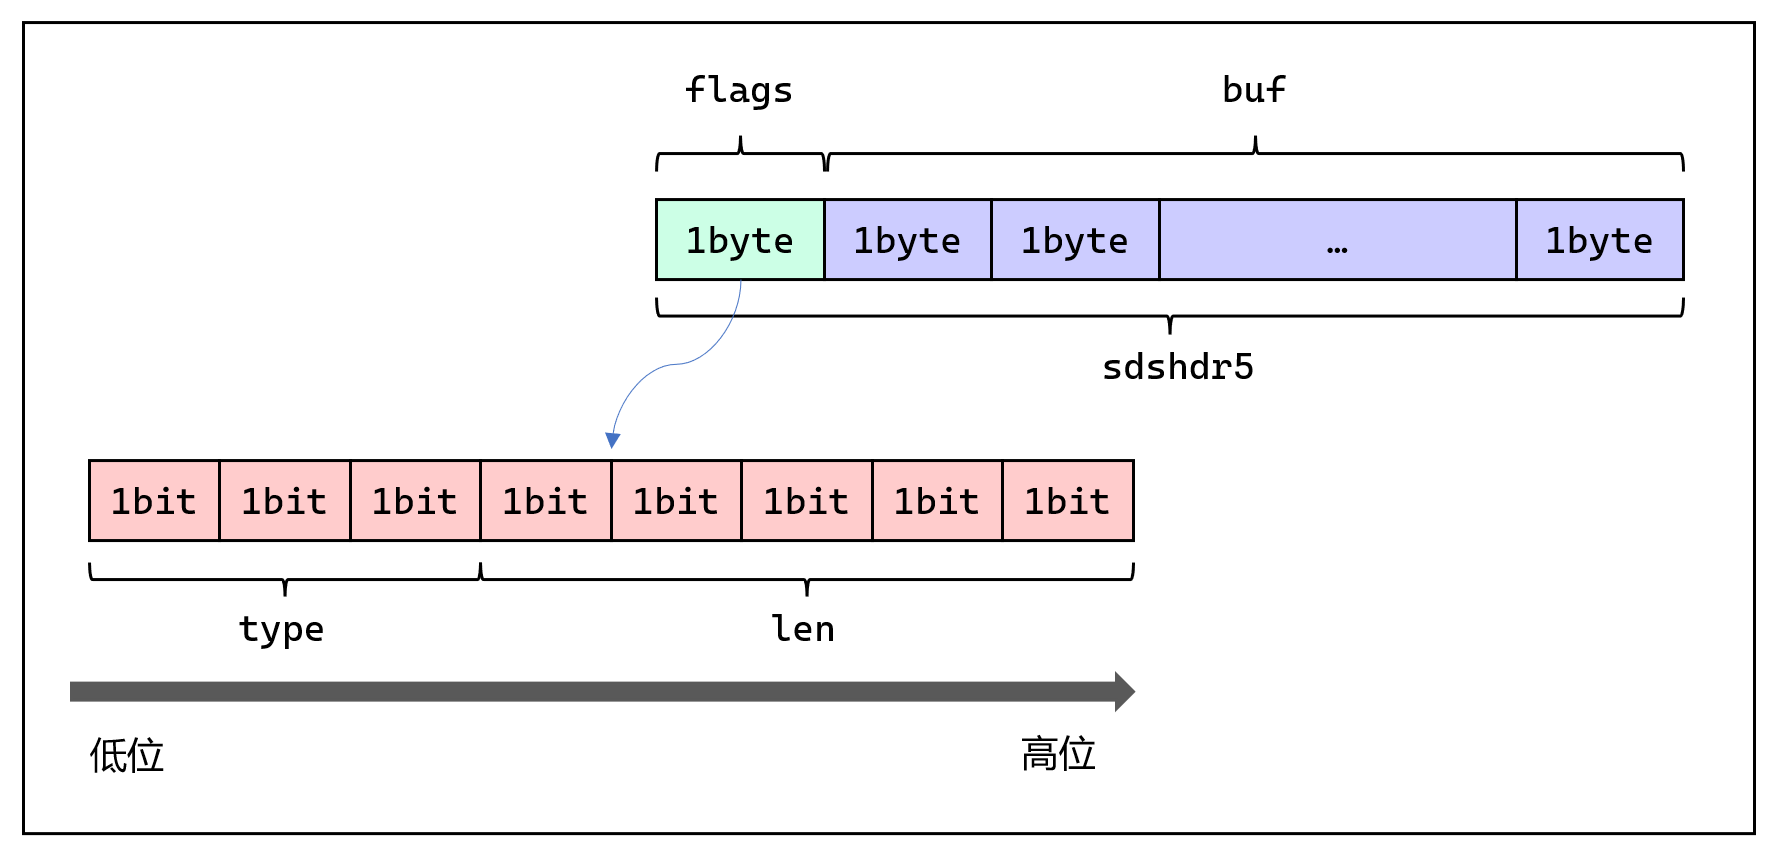 flags buf
1byte 1byte 1byte … 1byte
sdshdr5
1bit 1bit 1bit 1bit 1bit 1bit 1bit 1bit
type len
低位 高位